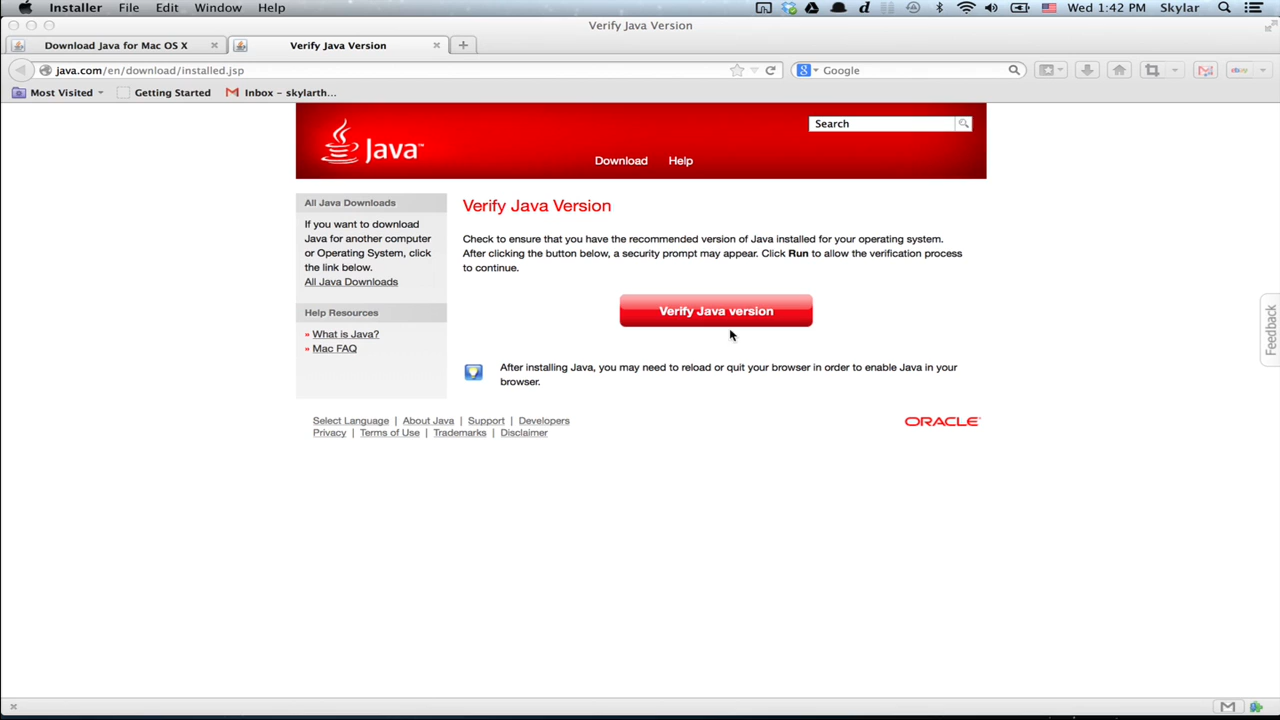 Installer File Edit Window Help Wed 1:42 PM Skylar
Verify Java Version
Download Java for Mac OS X Verify Java Version
java.com/en/download/installed.jsp Google ebay
Most Visited Getting Started Inbox – skylarth...
Java™
Search
Download Help
All Java Downloads
If you want to download
Java for another computer
or Operating System, click
the link below.
All Java Downloads
Help Resources
» What is Java?
» Mac FAQ
Verify Java Version
Check to ensure that you have the recommended version of Java installed for your operating system.
After clicking the button below, a security prompt may appear. Click Run to allow the verification process
to continue.
Verify Java version
After installing Java, you may need to reload or quit your browser in order to enable Java in your
browser.
Feedback
Select Language | About Java | Support | Developers
Privacy | Terms of Use | Trademarks | Disclaimer
ORACLE